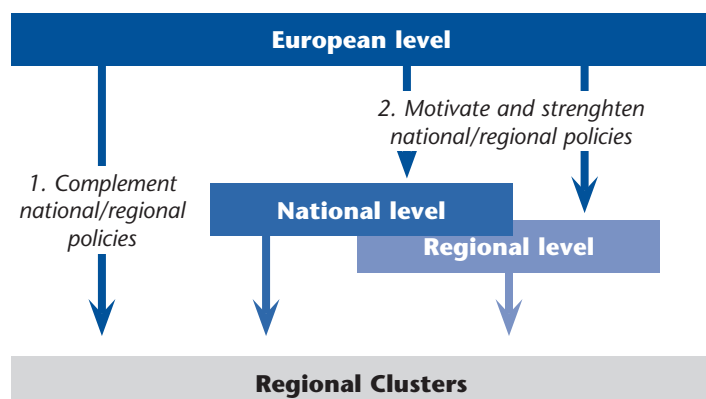 European level
2. Motivate and strenghten
national/regional policies
1. Complement
national/regional
policies
National level
Regional level
Regional Clusters